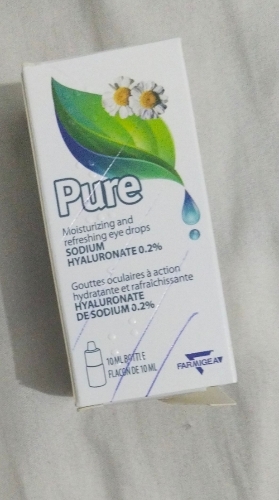 Pure
Moisturizing and
refreshing eye drops
SODIUM
HYALURONATE 0.2%
Gouttes oculaires à action
hydratante et rafraîchissante
HYALURONATE
DE SODIUM 0.2%
10 ML BOTTLE
FLACON DE 10 ML
FARMIGEA